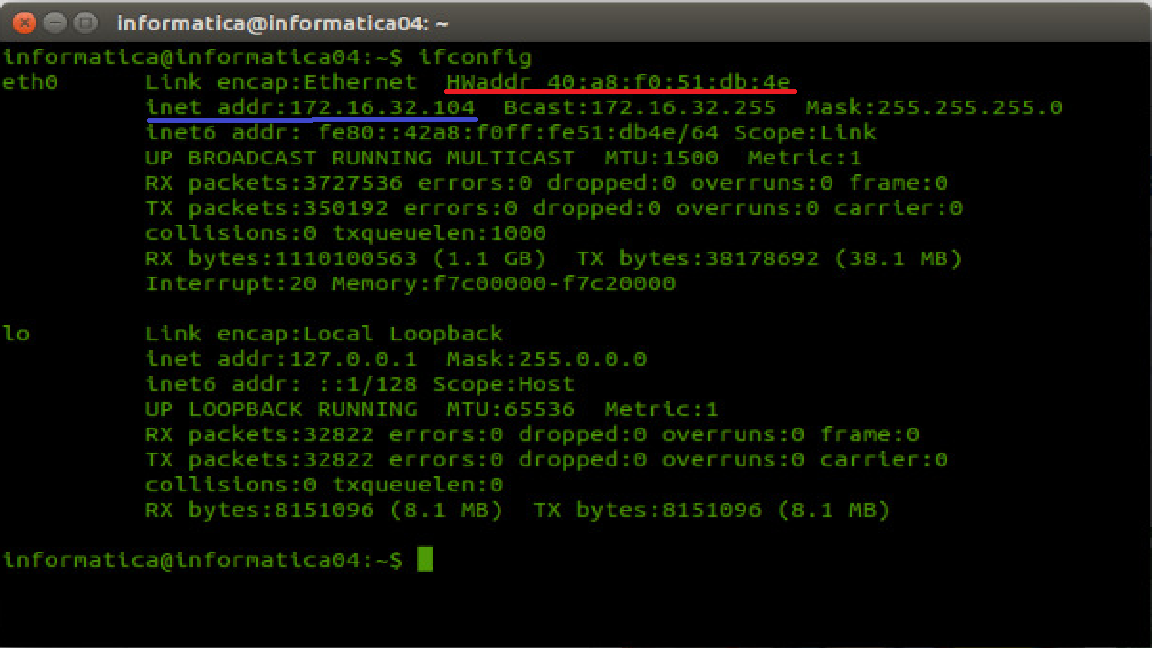 informatica@informatica04: ~
informatica@informatica04:~$ ifconfig
eth0      Link encap:Ethernet  HWaddr 40:a8:f0:51:db:4e
          inet addr:172.16.32.104  Bcast:172.16.32.255  Mask:255.255.255.0
          inet6 addr: fe80::42a8:f0ff:fe51:db4e/64 Scope:Link
          UP BROADCAST RUNNING MULTICAST  MTU:1500  Metric:1
          RX packets:3727536 errors:0 dropped:0 overruns:0 frame:0
          TX packets:350192 errors:0 dropped:0 overruns:0 carrier:0
          collisions:0 txqueuelen:1000
          RX bytes:1110100563 (1.1 GB)  TX bytes:38178692 (38.1 MB)
          Interrupt:20 Memory:f7c00000-f7c20000
lo        Link encap:Local Loopback
          inet addr:127.0.0.1  Mask:255.0.0.0
          inet6 addr: ::1/128 Scope:Host
          UP LOOPBACK RUNNING  MTU:65536  Metric:1
          RX packets:32822 errors:0 dropped:0 overruns:0 frame:0
          TX packets:32822 errors:0 dropped:0 overruns:0 carrier:0
          collisions:0 txqueuelen:0
          RX bytes:8151096 (8.1 MB)  TX bytes:8151096 (8.1 MB)
informatica@informatica04:~$